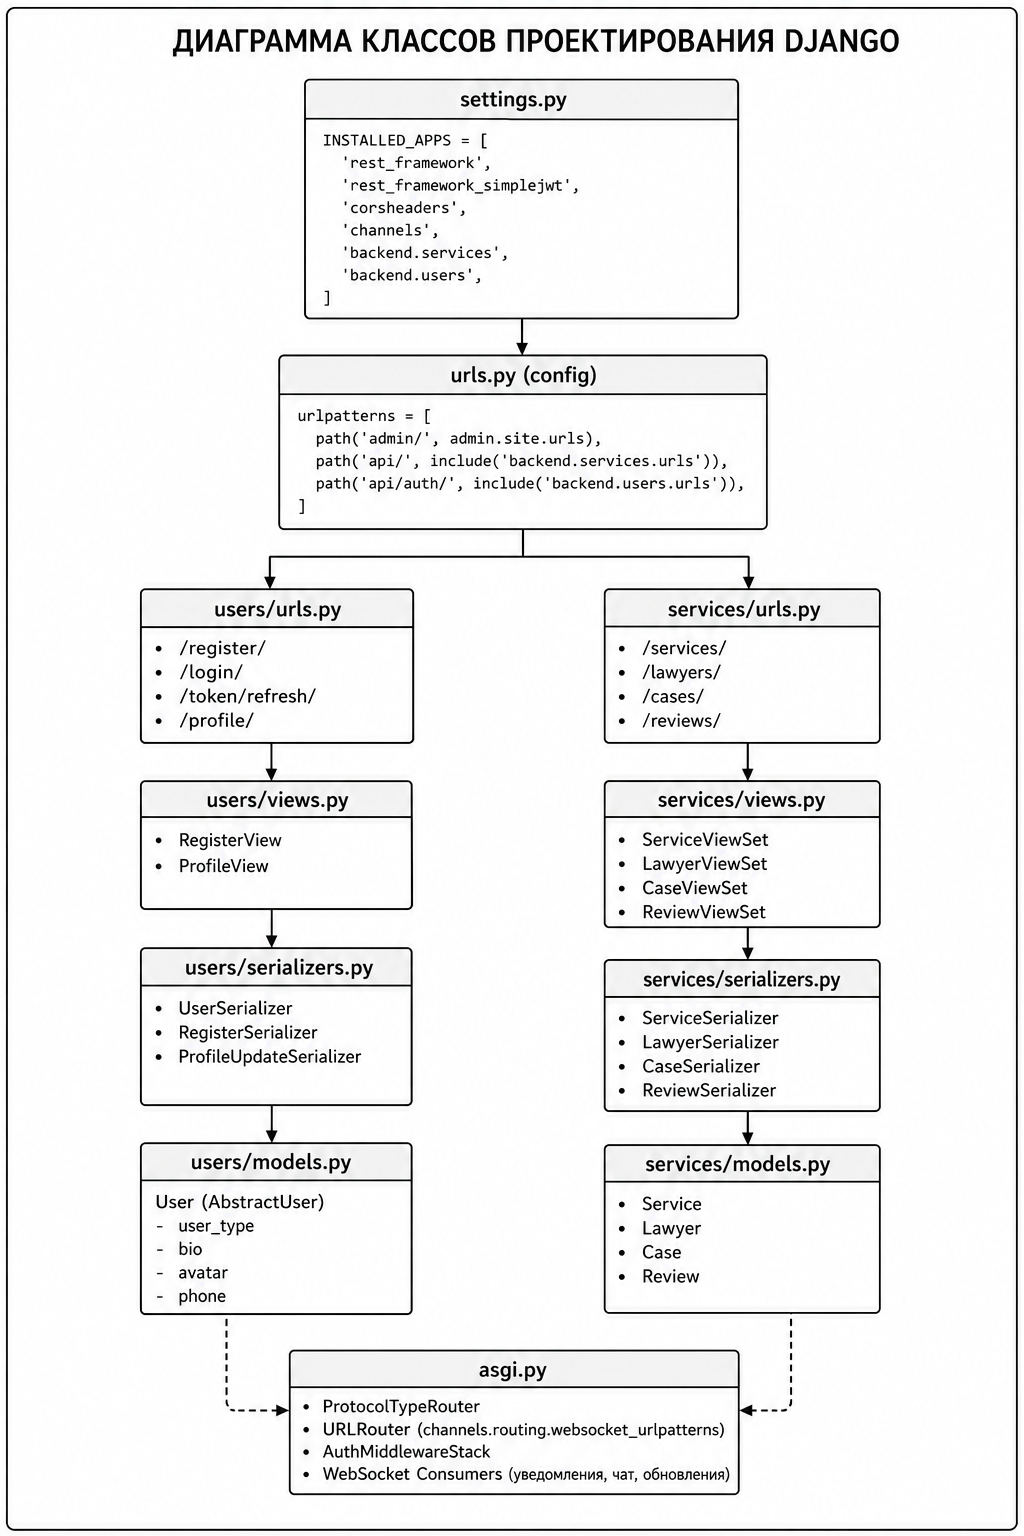 ДИАГРАММА КЛАССОВ ПРОЕКТИРОВАНИЯ DJANGO
settings.py
INSTALLED_APPS = [
'rest_framework',
'rest_framework_simplejwt',
'corsheaders',
'channels',
'backend.services',
'backend.users',
]
urls.py (config)
urlpatterns = [
path('admin/', admin.site.urls),
path('api/', include('backend.services.urls')),
path('api/auth/', include('backend.users.urls')),
]
users/urls.py
• /register/
• /login/
• /token/refresh/
• /profile/
services/urls.py
• /services/
• /lawyers/
• /cases/
• /reviews/
users/views.py
• RegisterView
• ProfileView
services/views.py
• ServiceViewSet
• LawyerViewSet
• CaseViewSet
• ReviewViewSet
users/serializers.py
• UserSerializer
• RegisterSerializer
• ProfileUpdateSerializer
services/serializers.py
• ServiceSerializer
• LawyerSerializer
• CaseSerializer
• ReviewSerializer
users/models.py
User (AbstractUser)
- user_type
- bio
- avatar
- phone
services/models.py
• Service
• Lawyer
• Case
• Review
asgi.py
• ProtocolTypeRouter
• URLRouter (channels.routing.websocket_urlpatterns)
• AuthMiddlewareStack
• WebSocket Consumers (уведомления, чат, обновления)